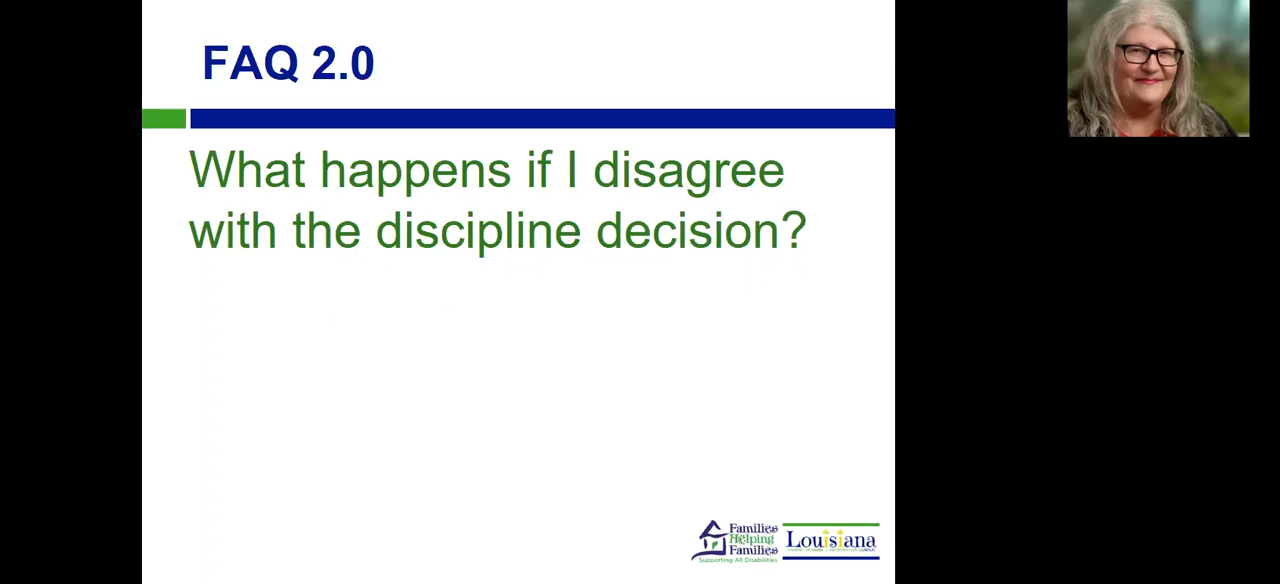 FAQ 2.0
What happens if I disagree
with the discipline decision?
Families
Helping
Families
Supporting All Disabilities
Louisiana